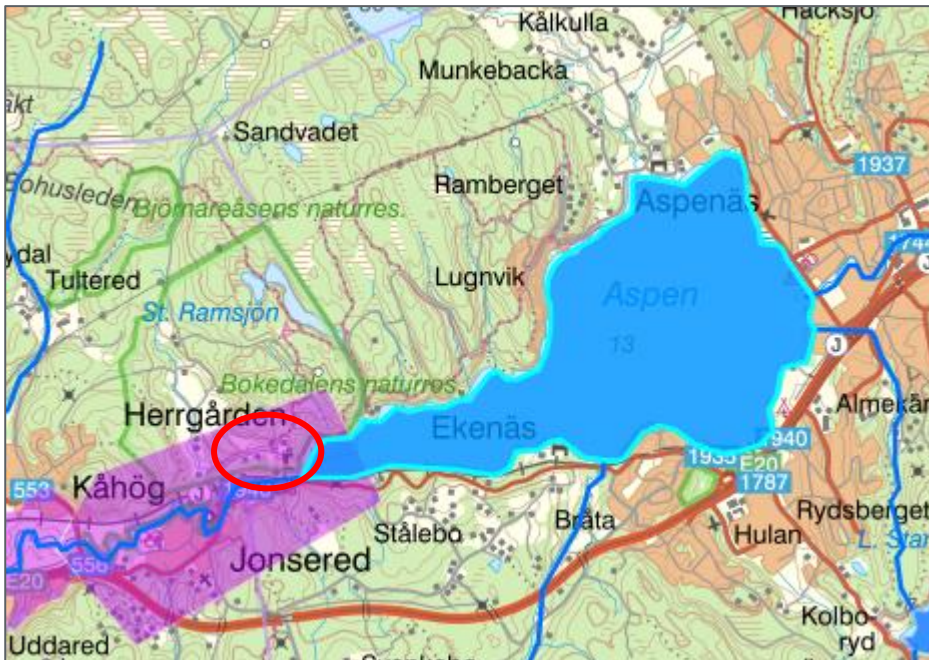 Hacksjö
Kålkulla
Munkebacka
Sandvadet
1937
Bohusleden
Björnareåsens naturres.
Ramberget
Aspenäs
Tultered
Lugnvik
St. Ramsjön
Aspen
13
J
J
Bokedalens naturres.
Herrgården
Ekenäs
Almekär
1940
1935
E20
1787
553
Kåhög
J
Rydsberget
Stålebo
Bråta
Hulan
556
Jonsered
E20
Kolbo-
ryd
Uddared